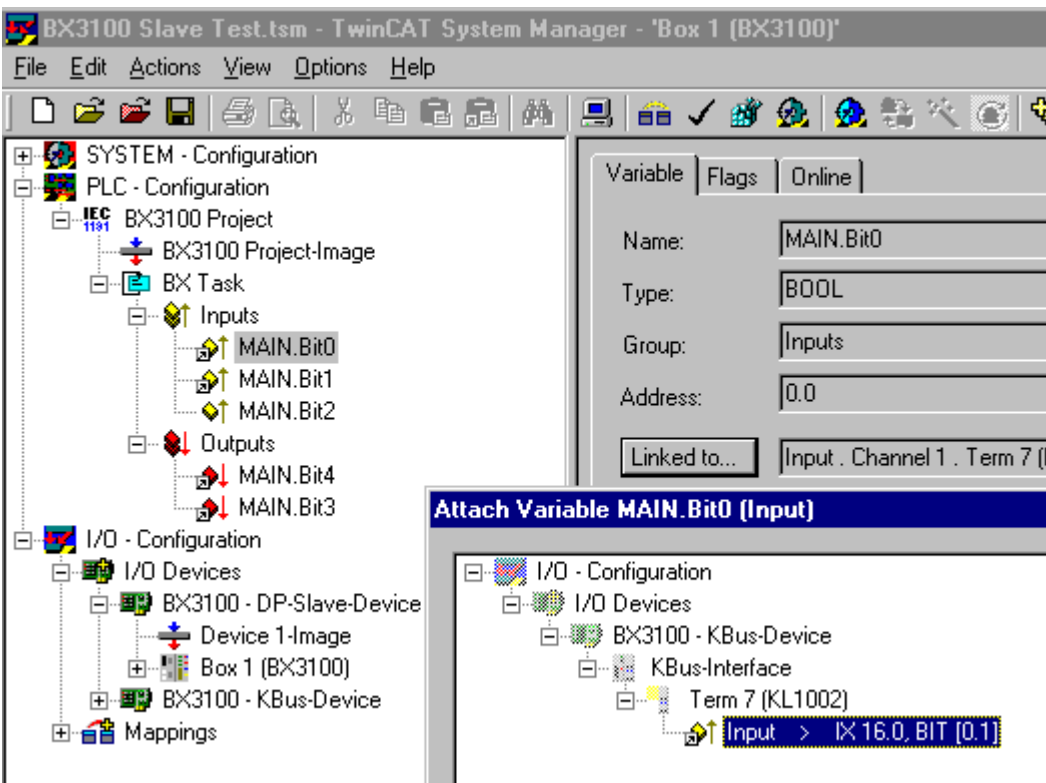 BX3100 Slave Test.tsm - TwinCAT System Manager - 'Box 1 (BX3100)'
File Edit Actions View Options Help
SYSTEM - Configuration
PLC - Configuration
IEC 1131 BX3100 Project
BX3100 Project-Image
BX Task
Inputs
MAIN.Bit0
MAIN.Bit1
MAIN.Bit2
Outputs
MAIN.Bit4
MAIN.Bit3
I/O - Configuration
I/O Devices
BX3100 - DP-Slave-Device
Device 1-Image
Box 1 (BX3100)
BX3100 - KBus-Device
Mappings
Variable Flags Online
Name: MAIN.Bit0
Type: BOOL
Group: Inputs
Address: 0.0
Linked to... Input . Channel 1 . Term 7 (
Attach Variable MAIN.Bit0 (Input)
I/O - Configuration
I/O Devices
BX3100 - KBus-Device
KBus-Interface
Term 7 (KL1002)
Input > IX 16.0, BIT [0.1]